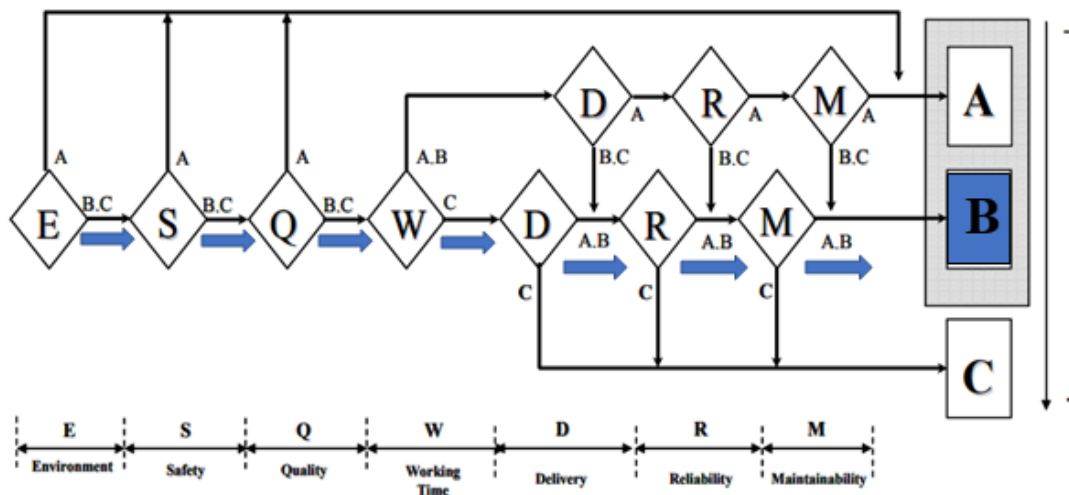 D R M A
A A A
B.C B.C B.C
A A A A.B
E B.C S B.C Q B.C W C D R M B
A.B A.B A.B
C C C
C
E S Q W D R M
Environment Safety Quality Working Time Delivery Reliability Maintainability